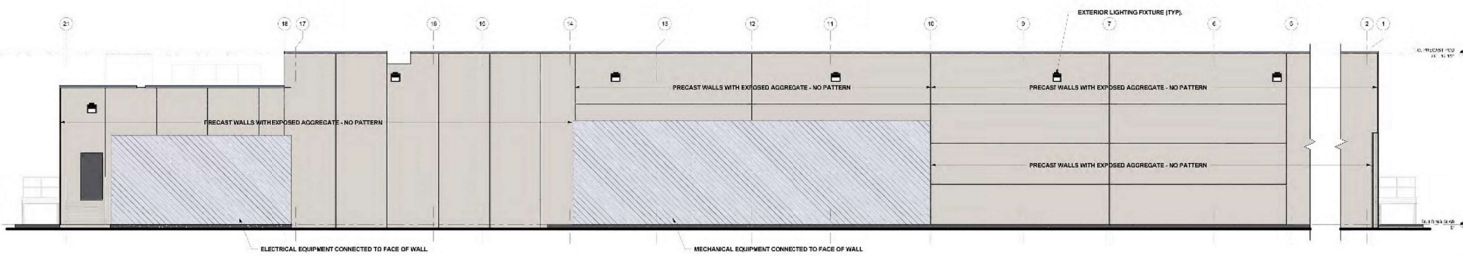 EXTERIOR LIGHTING FIXTURE (TYP).
21 18 17 16 15 14 13 12 11 10 9 7 6 5 2 1
PRECAST WALLS WITH EXPOSED AGGREGATE - NO PATTERN
PRECAST WALLS WITH EXPOSED AGGREGATE - NO PATTERN
PRECAST WALLS WITH EXPOSED AGGREGATE - NO PATTERN
PRECAST WALLS WITH EXPOSED AGGREGATE - NO PATTERN
ELECTRICAL EQUIPMENT CONNECTED TO FACE OF WALL
MECHANICAL EQUIPMENT CONNECTED TO FACE OF WALL